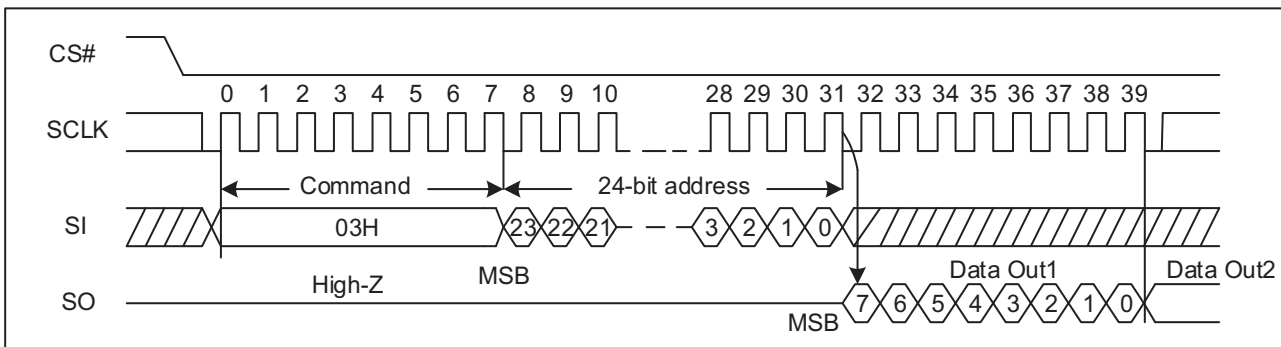 CS#
0 1 2 3 4 5 6 7 8 9 10 28 29 30 31 32 33 34 35 36 37 38 39
SCLK
Command 24-bit address
SI 03H 23 22 21 3 2 1 0
High-Z MSB Data Out1 Data Out2
SO 7 6 5 4 3 2 1 0
MSB